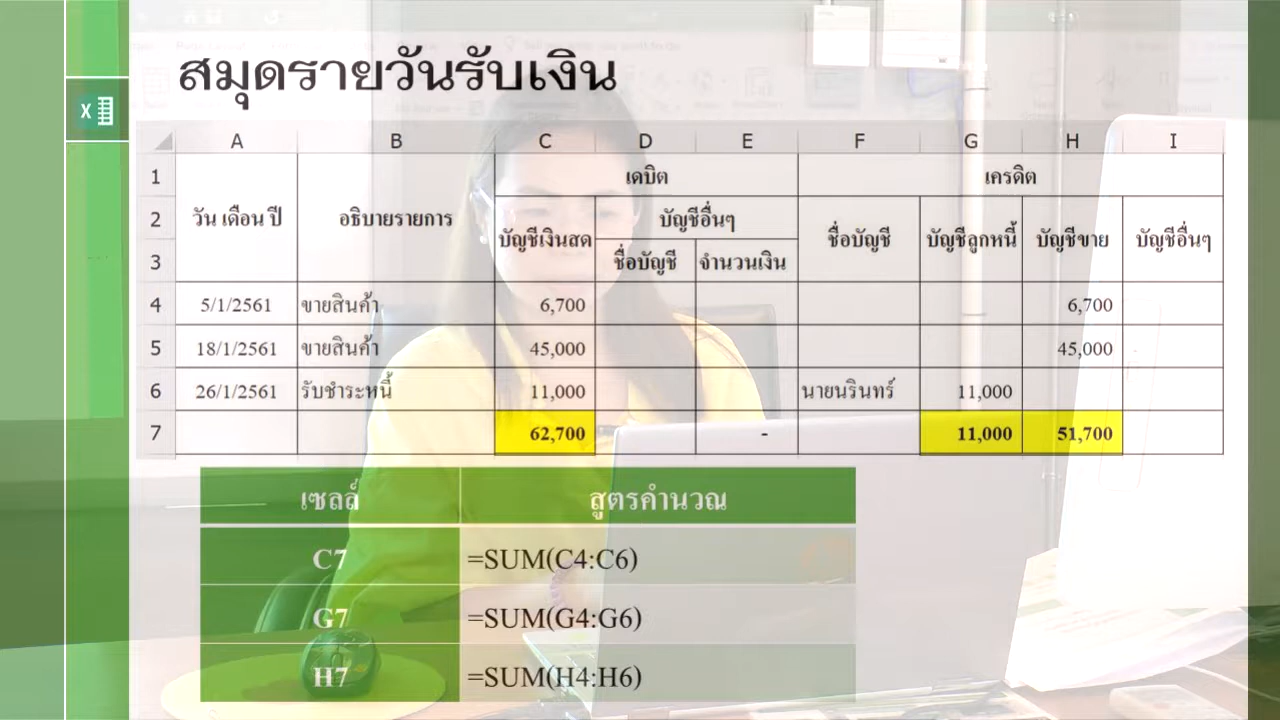 สมุดรายวันรับเงิน
A B C D E F G H I
1 เดบิต เครดิต
2 วัน เดือน ปี อธิบายรายการ บัญชีเงินสด บัญชีอื่นๆ ชื่อบัญชี บัญชีลูกหนี้ บัญชีขาย บัญชีอื่นๆ
3 ชื่อบัญชี จำนวนเงิน
4 5/1/2561 ขายสินค้า 6,700 6,700
5 18/1/2561 ขายสินค้า 45,000 45,000
6 26/1/2561 รับชำระหนี้ 11,000 นายนรินทร์ 11,000
7 62,700 - 11,000 51,700
เซลล์ สูตรคำนวณ
C7 =SUM(C4:C6)
G7 =SUM(G4:G6)
H7 =SUM(H4:H6)